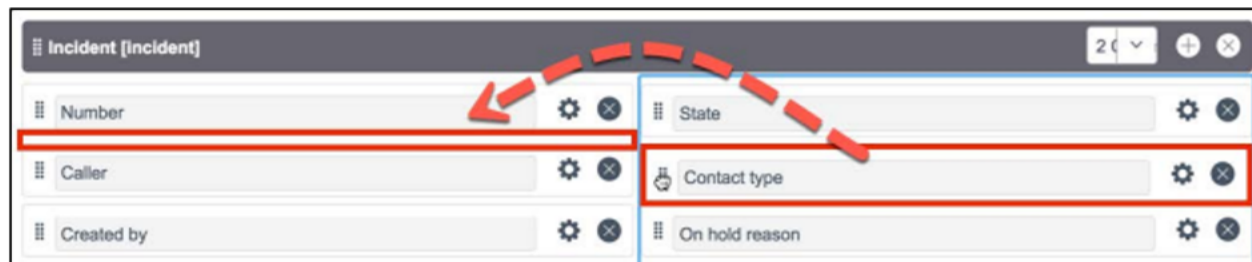 Incident [incident]
Number
State
Caller
Contact type
Created by
On hold reason